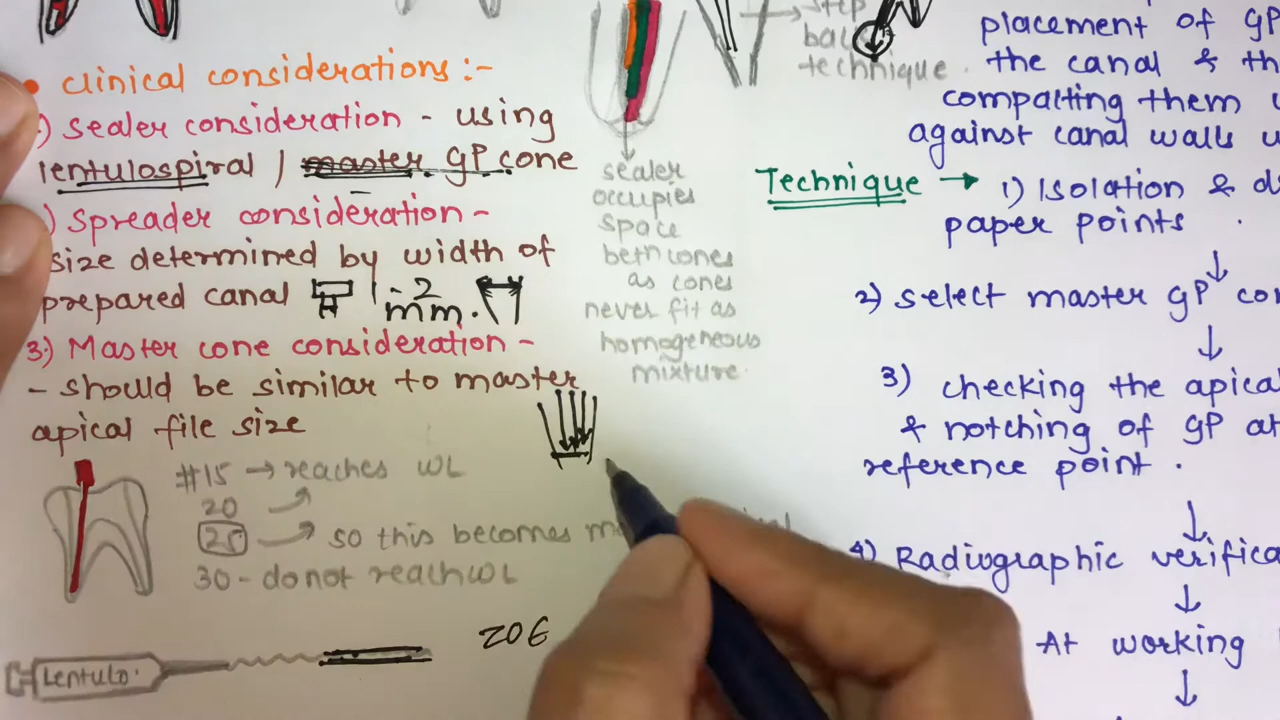 clinical considerations :-
) Sealer consideration - using
lentulospiral / master GP cone
) Spreader consideration -
size determined by width of
prepared canal 1-2
mm.
3.) Master cone consideration -
- should be similar to master
apical file size
#15 → reaches WL
20
25 → so this becomes
30 - do not reach WL
Lentulo.
ZOE
Step
back
technique.
sealer
occupies
space
betn cones
as cones
never fit as
homogeneous
mixture.
placement of GP
the canal &
compacting them
against canal walls
Technique → 1) Isolation &
paper points .
↓
2) select master GP
↓
3) checking the apical
& notching of GP at
reference point .
↓
4) Radiographic
↓
At working
↓